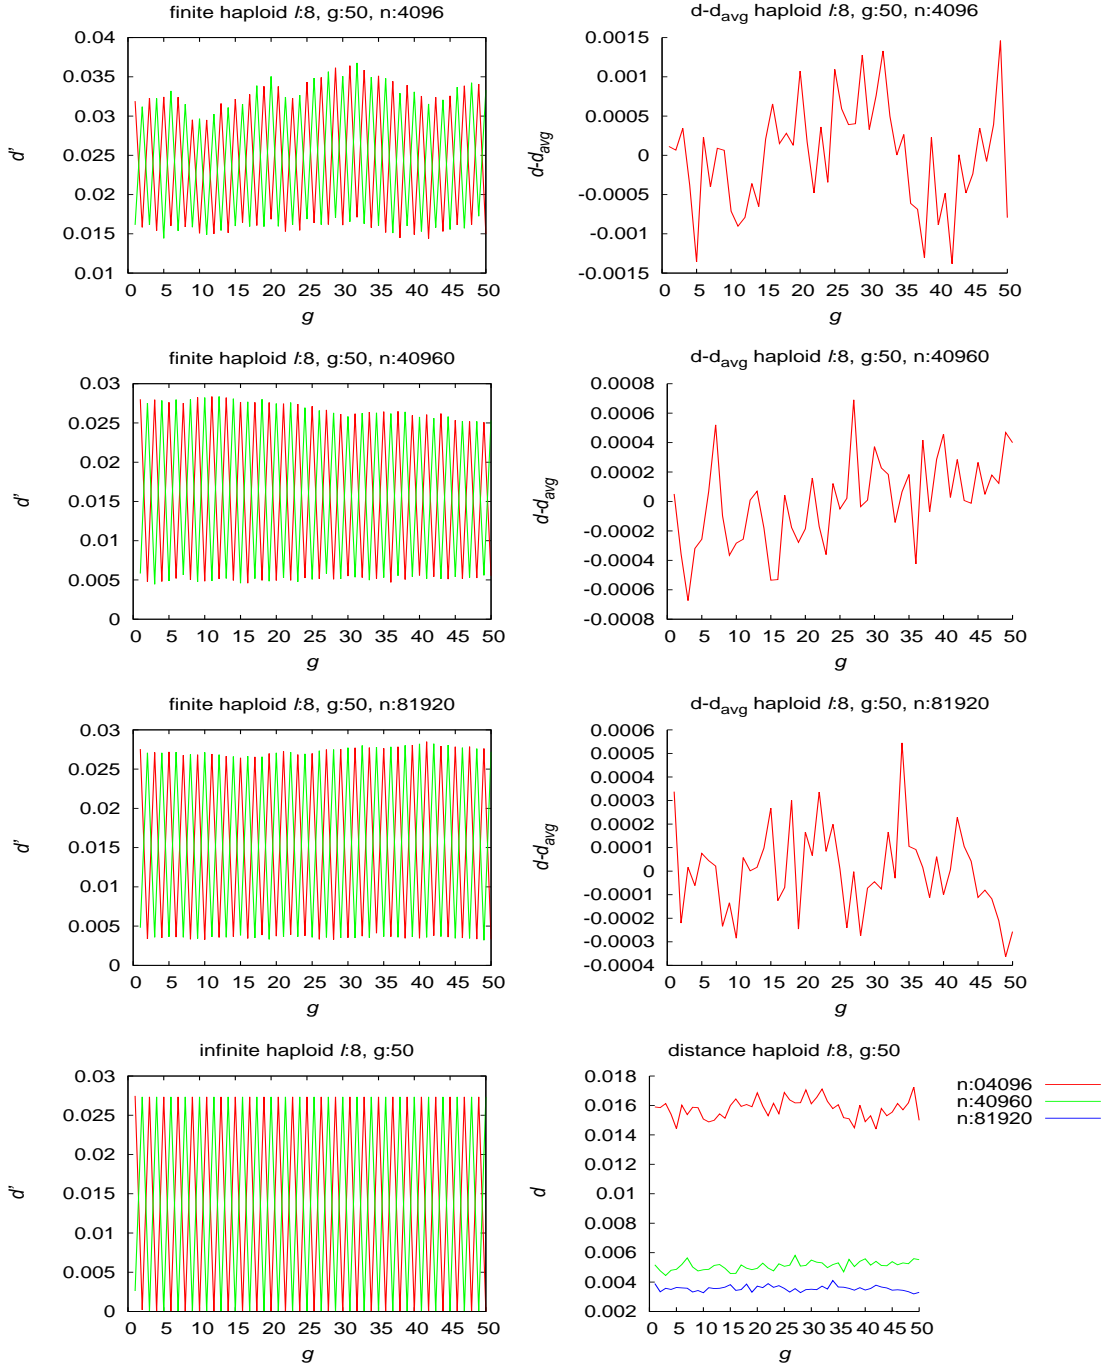 finite haploid l:8, g:50, n:4096
0.04
0.035
0.03
0.025
0.02
0.015
0.01
d'
0 5 10 15 20 25 30 35 40 45 50
g
d-davg haploid l:8, g:50, n:4096
0.0015
0.001
0.0005
0
-0.0005
-0.001
-0.0015
d-davg
0 5 10 15 20 25 30 35 40 45 50
g
finite haploid l:8, g:50, n:40960
0.03
0.025
0.02
0.015
0.01
0.005
0
d'
0 5 10 15 20 25 30 35 40 45 50
g
d-davg haploid l:8, g:50, n:40960
0.0008
0.0006
0.0004
0.0002
0
-0.0002
-0.0004
-0.0006
-0.0008
d-davg
0 5 10 15 20 25 30 35 40 45 50
g
finite haploid l:8, g:50, n:81920
0.03
0.025
0.02
0.015
0.01
0.005
0
d'
0 5 10 15 20 25 30 35 40 45 50
g
d-davg haploid l:8, g:50, n:81920
0.0006
0.0005
0.0004
0.0003
0.0002
0.0001
0
-0.0001
-0.0002
-0.0003
-0.0004
d-davg
0 5 10 15 20 25 30 35 40 45 50
g
infinite haploid l:8, g:50
0.03
0.025
0.02
0.015
0.01
0.005
0
d'
0 5 10 15 20 25 30 35 40 45 50
g
distance haploid l:8, g:50
0.018
0.016
0.014
0.012
0.01
0.008
0.006
0.004
0.002
d
0 5 10 15 20 25 30 35 40 45 50
g
n:04096
n:40960
n:81920